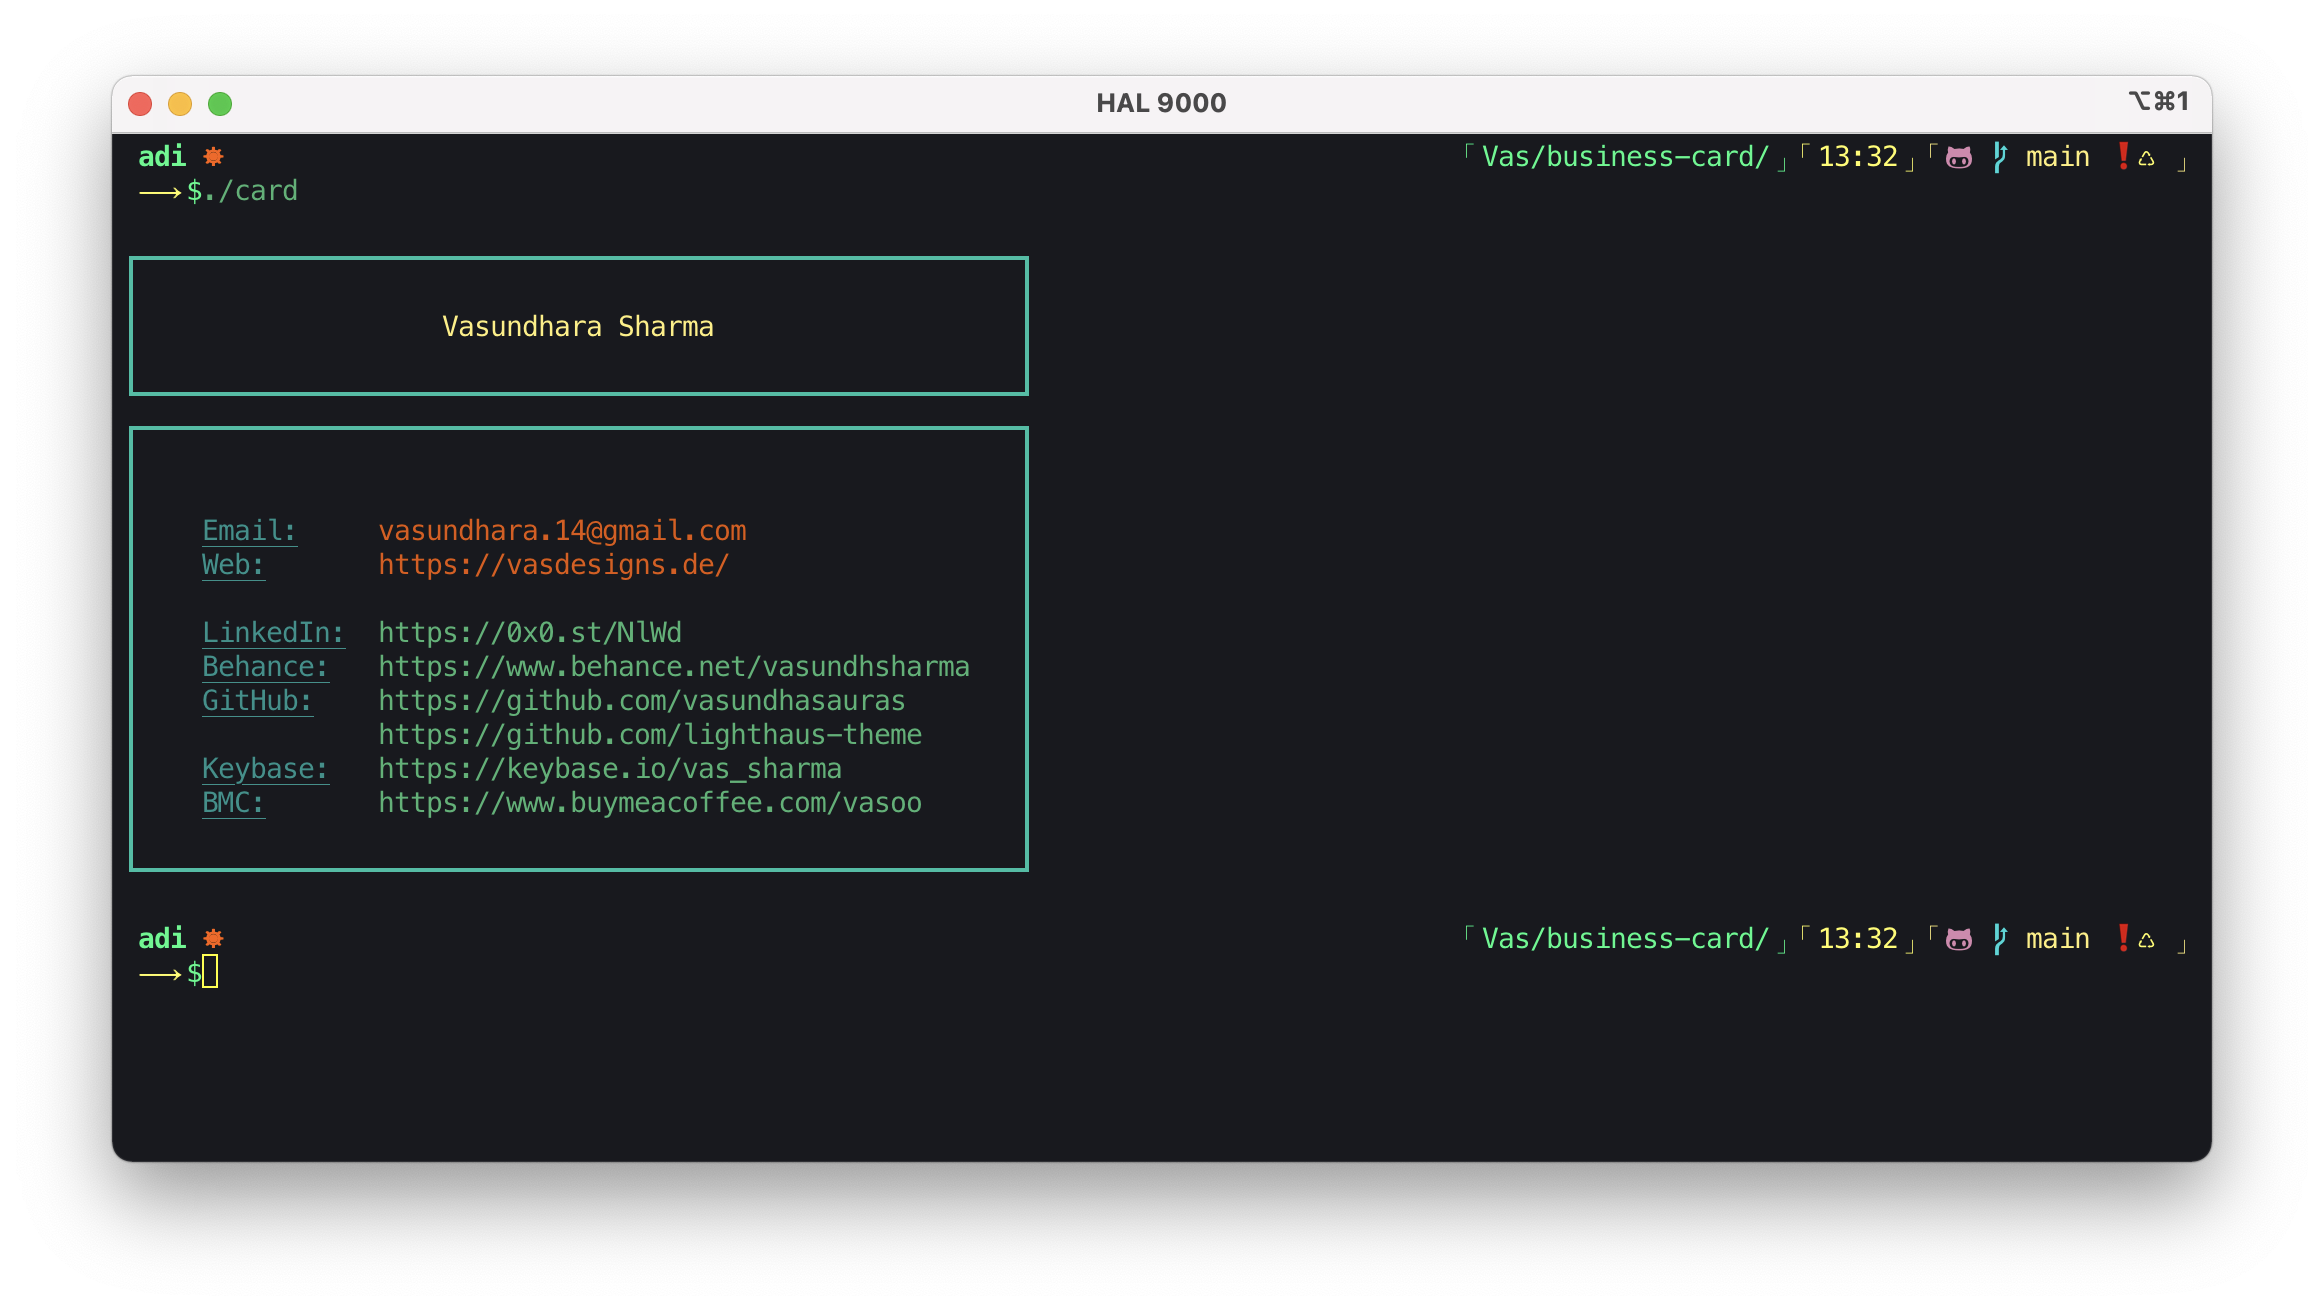 HAL 9000
⌥⌘1
adi ⎈ 「Vas/business-card/」「13:32」「 main ❗♺ 」
⟶$./card
Vasundhara Sharma
Email: vasundhara.14@gmail.com
Web: https://vasdesigns.de/
LinkedIn: https://0x0.st/NlWd
Behance: https://www.behance.net/vasundhsharma
GitHub: https://github.com/vasundhasauras
https://github.com/lighthaus-theme
Keybase: https://keybase.io/vas_sharma
BMC: https://www.buymeacoffee.com/vasoo
adi ⎈ 「Vas/business-card/」「13:32」「 main ❗♺ 」
⟶$